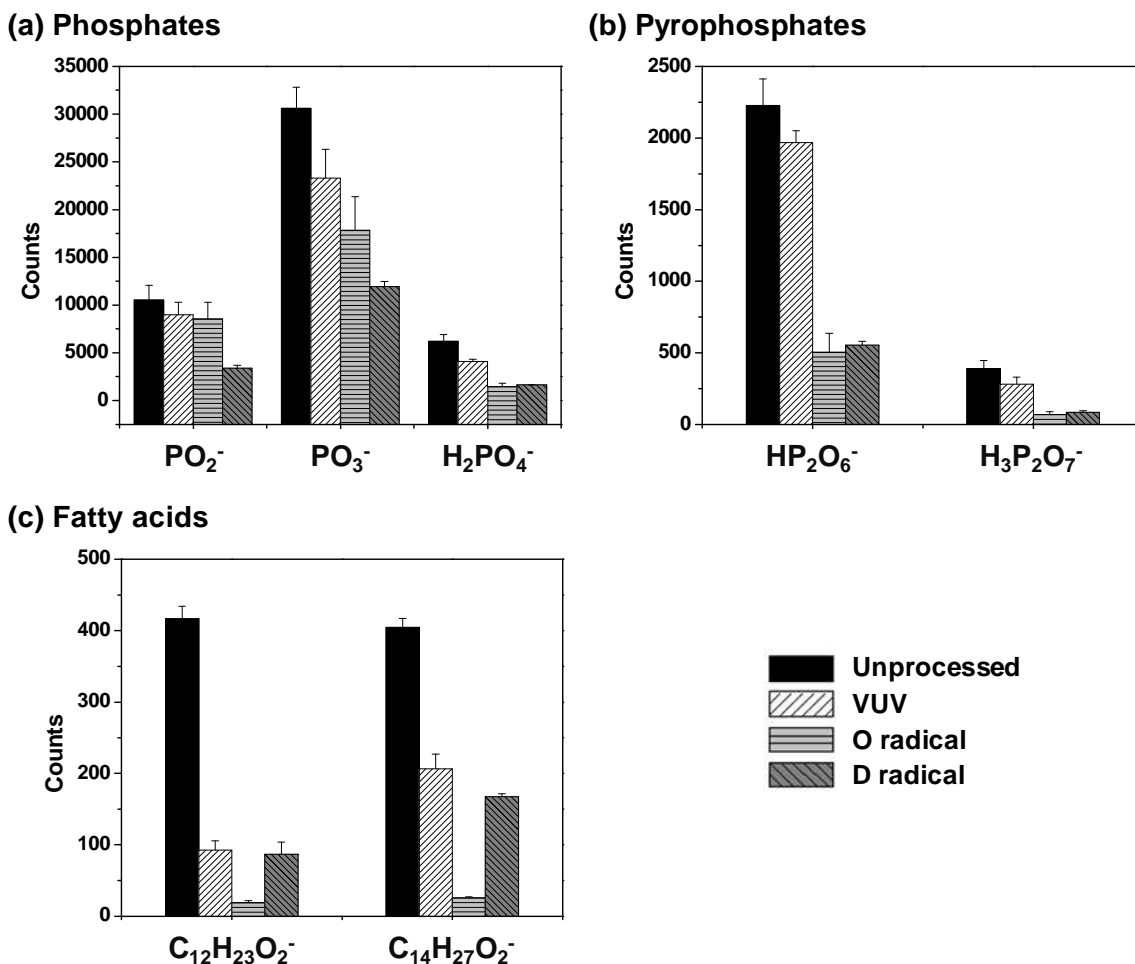 (a) Phosphates
35000
30000
25000
20000
15000
10000
5000
0
Counts
PO₂⁻ PO₃⁻ H₂PO₄⁻
(b) Pyrophosphates
2500
2000
1500
1000
500
0
Counts
HP₂O₆⁻ H₃P₂O₇⁻
(c) Fatty acids
500
400
300
200
100
0
Counts
C₁₂H₂₃O₂⁻ C₁₄H₂₇O₂⁻
Unprocessed
VUV
O radical
D radical